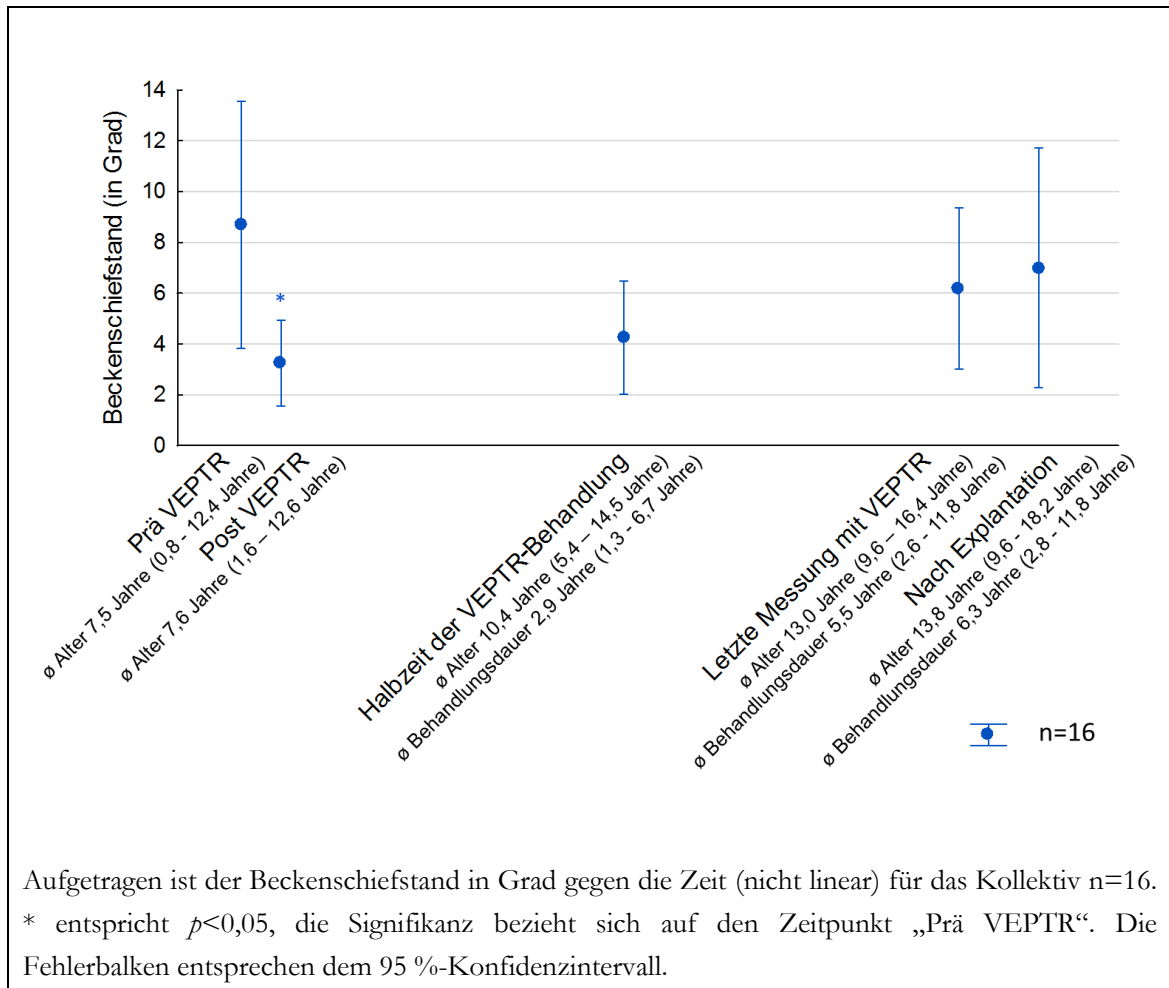 Beckenschiefstand (in Grad)
14
12
10
8
6
4
2
0
*
Prä VEPTR
ø Alter 7,5 Jahre (0,8 - 12,4 Jahre)
Post VEPTR
ø Alter 7,6 Jahre (1,6 – 12,6 Jahre)
Halbzeit der VEPTR-Behandlung
ø Alter 10,4 Jahre (5,4 – 14,5 Jahre)
ø Behandlungsdauer 2,9 Jahre (1,3 - 6,7 Jahre)
Letzte Messung mit VEPTR
ø Alter 13,0 Jahre (9,6 – 16,4 Jahre)
ø Behandlungsdauer 5,5 Jahre (2,6 - 11,8 Jahre)
Nach Explantation
ø Alter 13,8 Jahre (9,6 - 18,2 Jahre)
ø Behandlungsdauer 6,3 Jahre (2,8 - 11,8 Jahre)
n=16
Aufgetragen ist der Beckenschiefstand in Grad gegen die Zeit (nicht linear) für das Kollektiv n=16.
* entspricht p<0,05, die Signifikanz bezieht sich auf den Zeitpunkt „Prä VEPTR“. Die
Fehlerbalken entsprechen dem 95 %-Konfidenzintervall.